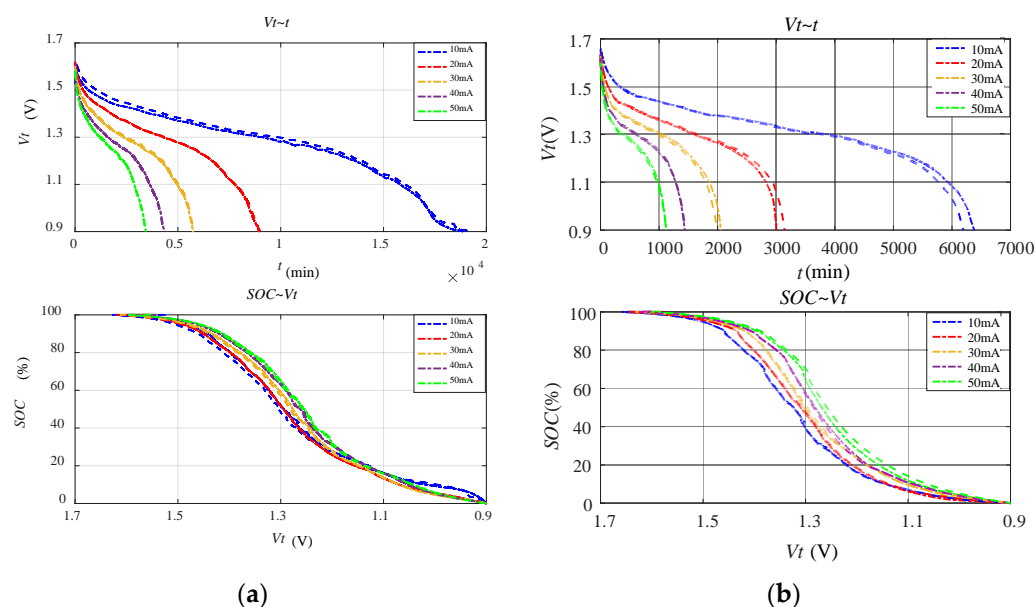 Vt~t
1.7
1.5
1.3
1.1
0.9
Vt (V)
10mA
20mA
30mA
40mA
50mA
0
0.5
1
1.5
2
t (min)
× 10⁴
SOC~Vt
100
80
60
40
20
0
SOC (%)
10mA
20mA
30mA
40mA
50mA
1.7
1.5
1.3
1.1
0.9
Vt (V)
(a)
Vt~t
1.7
1.5
1.3
1.1
0.9
Vt(V)
10mA
20mA
30mA
40mA
50mA
0
1000
2000
3000
4000
5000
6000
7000
t (min)
SOC~Vt
100
80
60
40
20
0
SOC(%)
10mA
20mA
30mA
40mA
50mA
1.7
1.5
1.3
1.1
0.9
Vt (V)
(b)